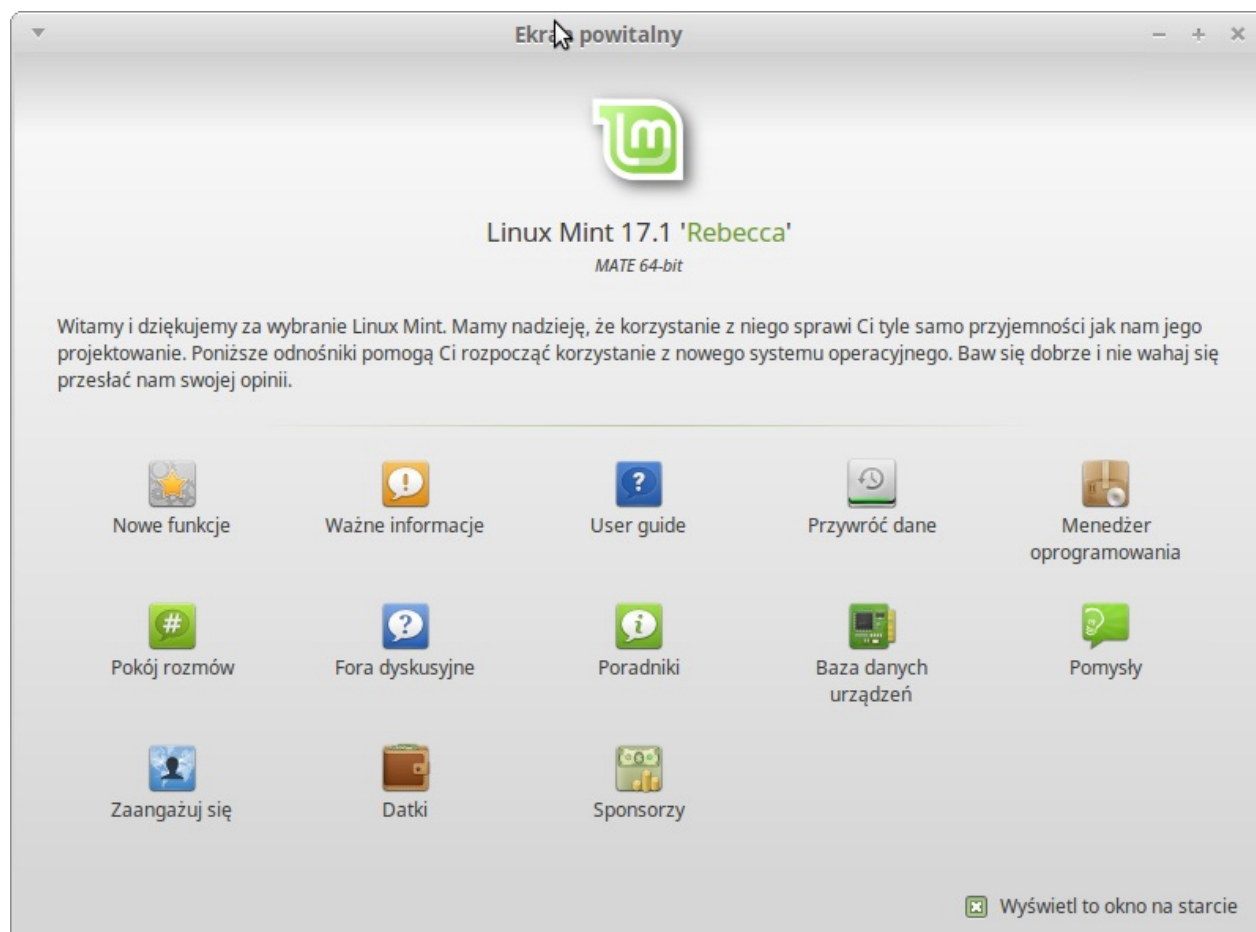 Ekran powitalny
Linux Mint 17.1 'Rebecca'
MATE 64-bit
Witamy i dziękujemy za wybranie Linux Mint. Mamy nadzieję, że korzystanie z niego sprawi Ci tyle samo przyjemności jak nam jego
projektowanie. Poniższe odnośniki pomogą Ci rozpocząć korzystanie z nowego systemu operacyjnego. Baw się dobrze i nie wahaj się
przesłać nam swojej opinii.
Nowe funkcje
Ważne informacje
User guide
Przywróć dane
Menedżer
oprogramowania
Pokój rozmów
Fora dyskusyjne
Poradniki
Baza danych
urządzeń
Pomysły
Zaangażuj się
Datki
Sponsorzy
Wyświetl to okno na starcie